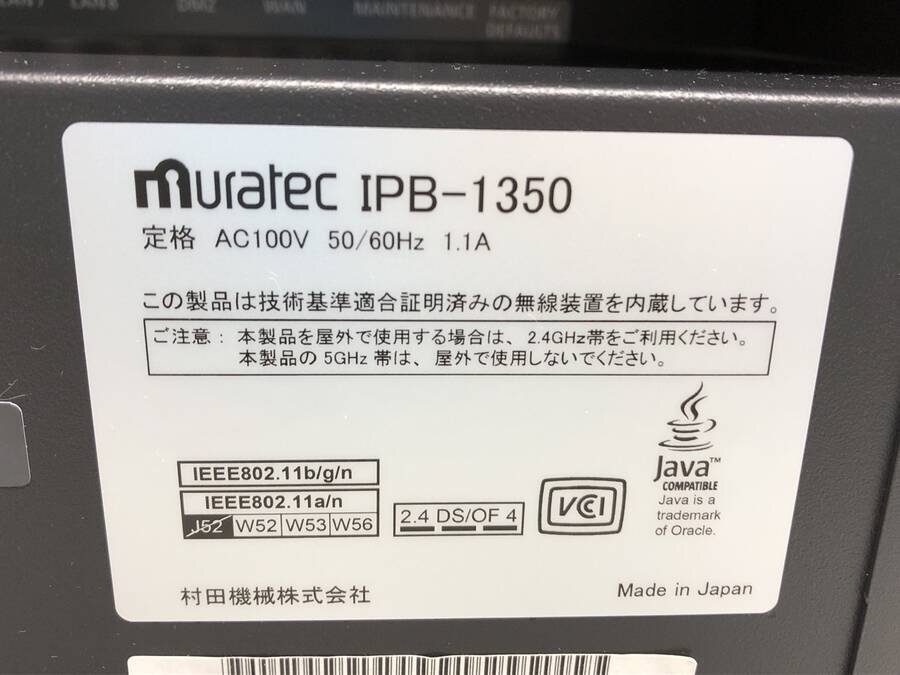 LAN6 DMZ WAN MAINTENANCE FACTORY
DEFAULTS
muratec IPB-1350
定格 AC100V 50/60Hz 1.1A
この製品は技術基準適合証明済みの無線装置を内蔵しています。
ご注意： 本製品を屋外で使用する場合は、2.4GHz帯をご利用ください。
本製品の 5GHz 帯は、屋外で使用しないでください。
IEEE802.11b/g/n
IEEE802.11a/n
J52 W52 W53 W56
2.4 DS/OF 4
VCI
Java™
COMPATIBLE
Java is a
trademark
of Oracle.
村田機械株式会社
Made in Japan